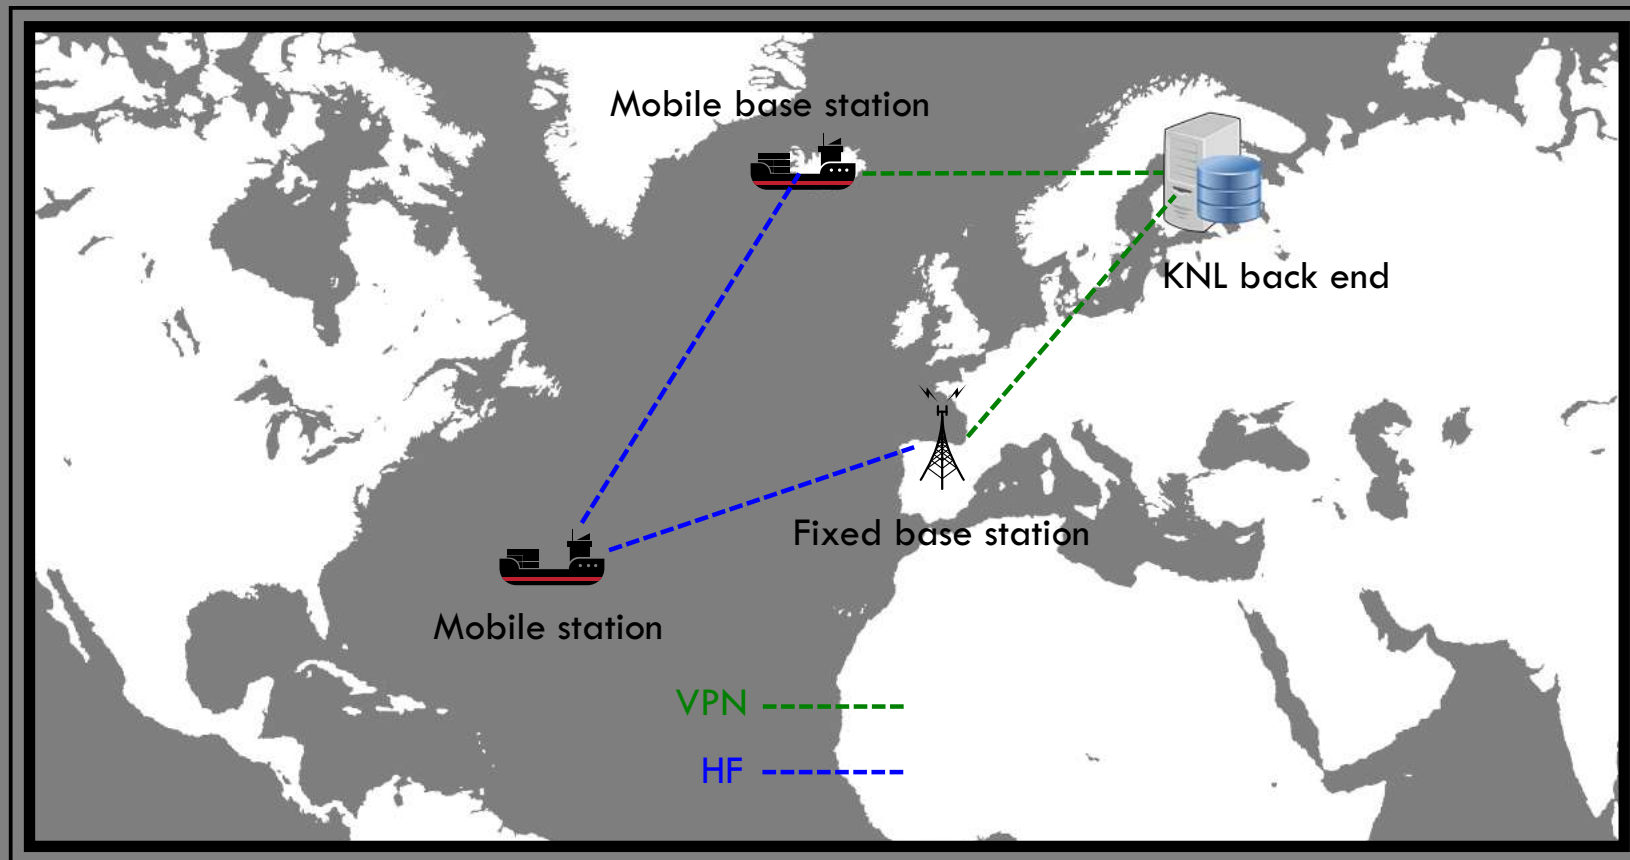 Mobile base station
KNL back end
Fixed base station
Mobile station
VPN
HF